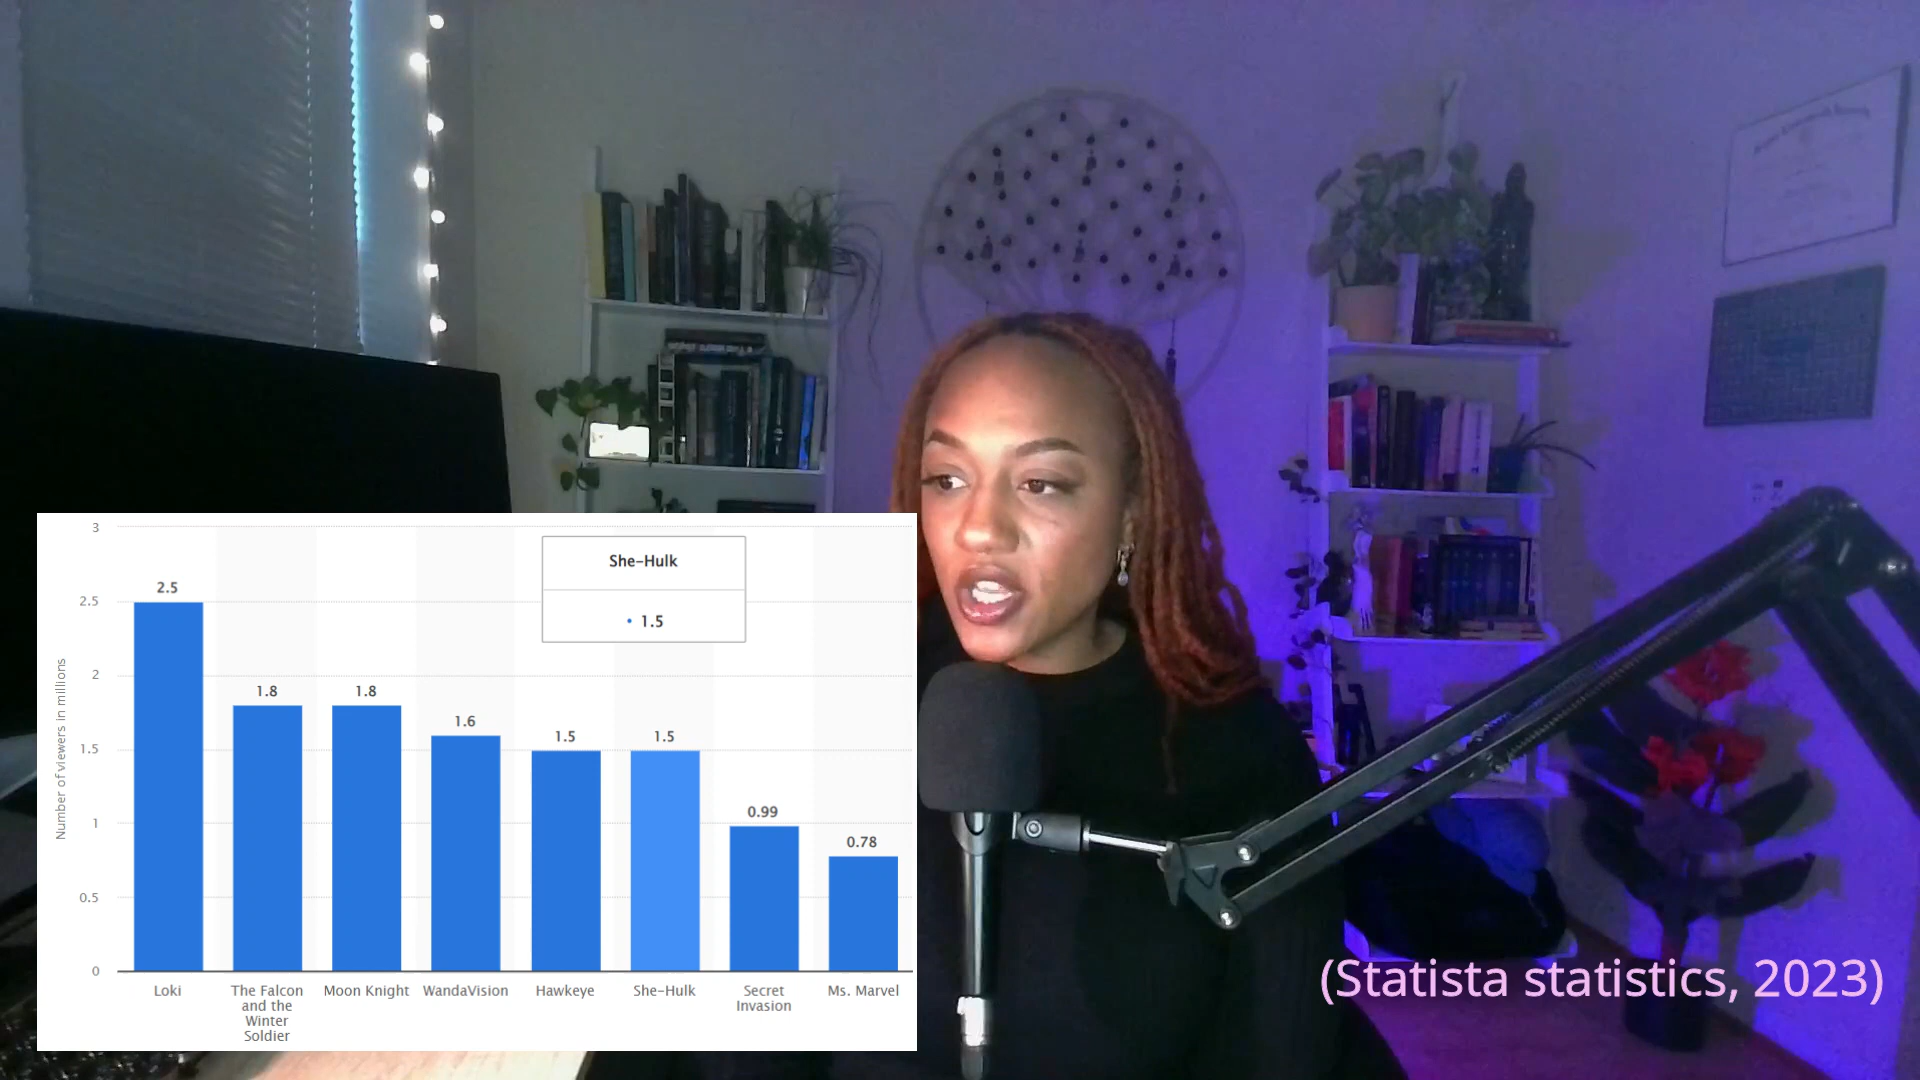 3
2.5
2
1.5
1
0.5
0
Number of viewers in millions
2.5
1.8
1.8
1.6
1.5
1.5
0.99
0.78
She-Hulk
• 1.5
Loki
The Falcon
and the
Winter
Soldier
Moon Knight
WandaVision
Hawkeye
She-Hulk
Secret
Invasion
Ms. Marvel
(Statista statistics, 2023)